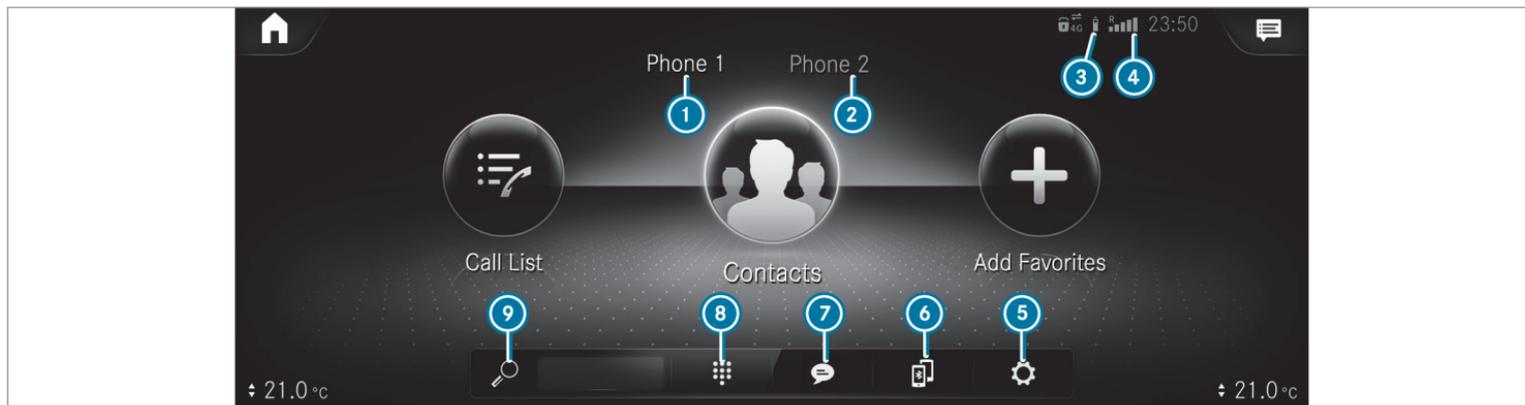 4G R 23:50
Phone 1 Phone 2
3 4
1 2
Call List Contacts Add Favorites
9 8 7 6 5
21.0 °C 21.0 °C